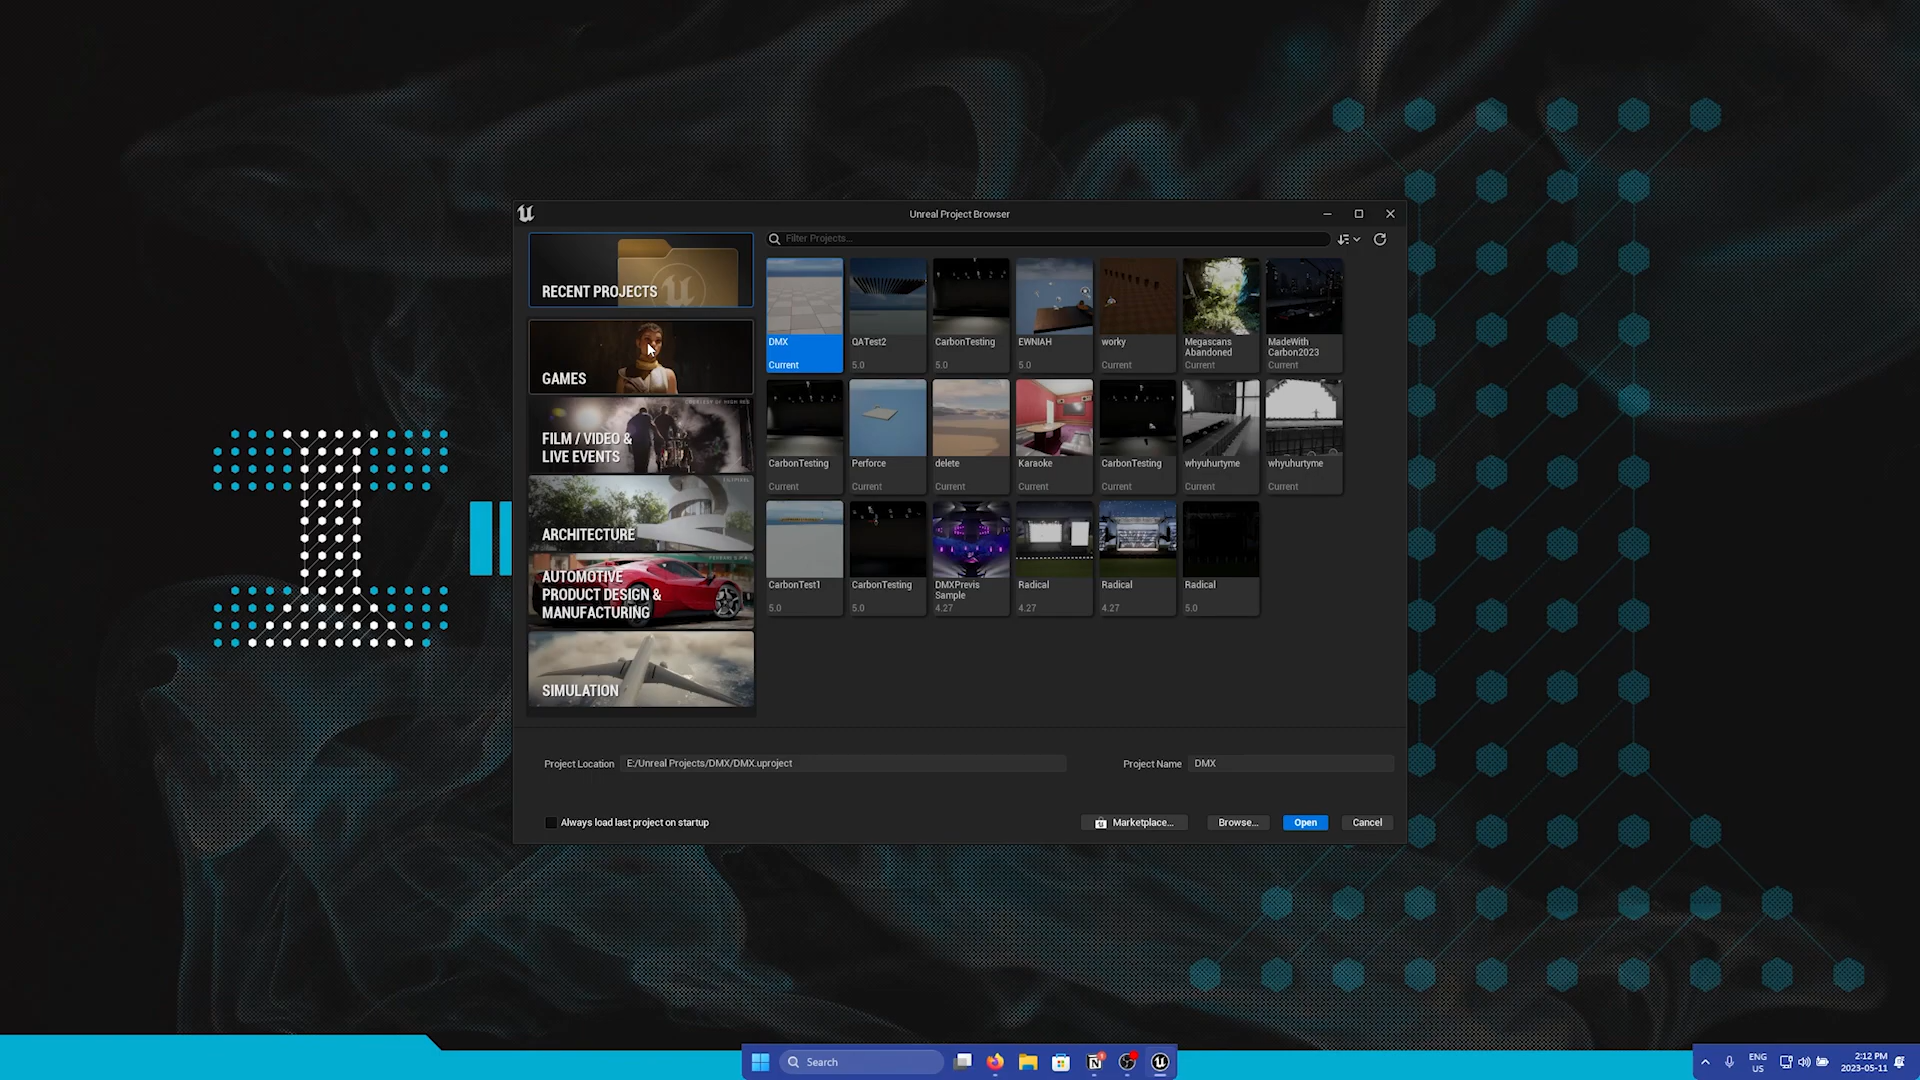 Unreal Project Browser
Filter Projects...
RECENT PROJECTS
GAMES
COURTESY OF HIGH RED
FILM / VIDEO &
LIVE EVENTS
ARCHITECTURE
AUTOMOTIVE
PRODUCT DESIGN &
MANUFACTURING
SIMULATION
DMX
Current
QATest2
5.0
CarbonTesting
5.0
EWNIAH
5.0
worky
Current
Megascans
Abandoned
Current
MadeWith
Carbon2023
Current
CarbonTesting
Current
Perforce
Current
delete
Current
Karaoke
Current
CarbonTesting
Current
whyuhurtyme
Current
whyuhurtyme
Current
CarbonTest1
5.0
CarbonTesting
5.0
DMXPrevis
Sample
4.27
Radical
4.27
Radical
4.27
Radical
5.0
Project Location
E:/Unreal Projects/DMX/DMX.uproject
Project Name
DMX
Always load last project on startup
Marketplace...
Browse...
Open
Cancel
Search
ENG
US
2:12 PM
2023-05-11